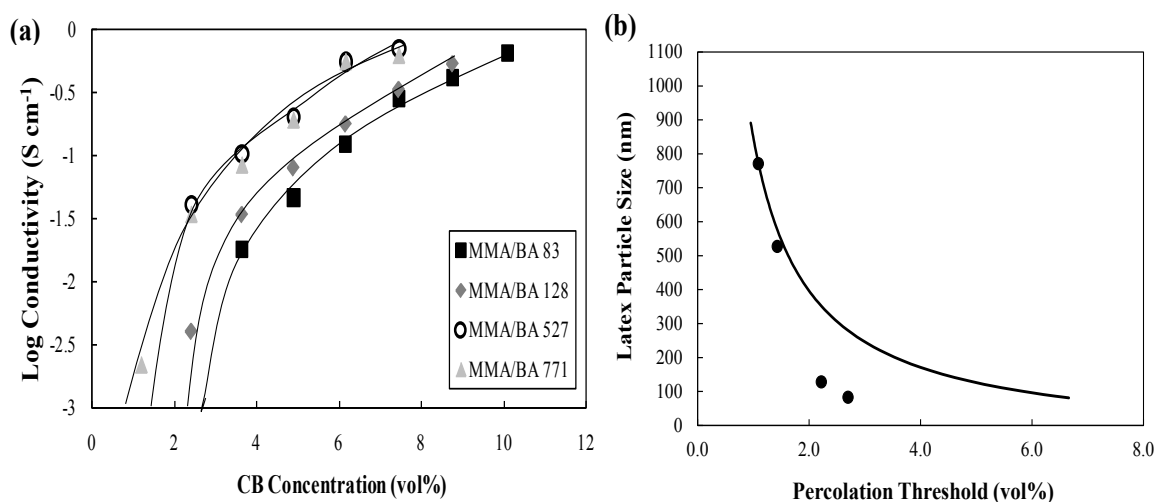 (a)
Log Conductivity (S cm⁻¹)
0
-0.5
-1
-1.5
-2
-2.5
-3
0 2 4 6 8 10 12
CB Concentration (vol%)
MMA/BA 83
MMA/BA 128
MMA/BA 527
MMA/BA 771
(b)
Latex Particle Size (nm)
1100
1000
900
800
700
600
500
400
300
200
100
0
0.0 2.0 4.0 6.0 8.0
Percolation Threshold (vol%)